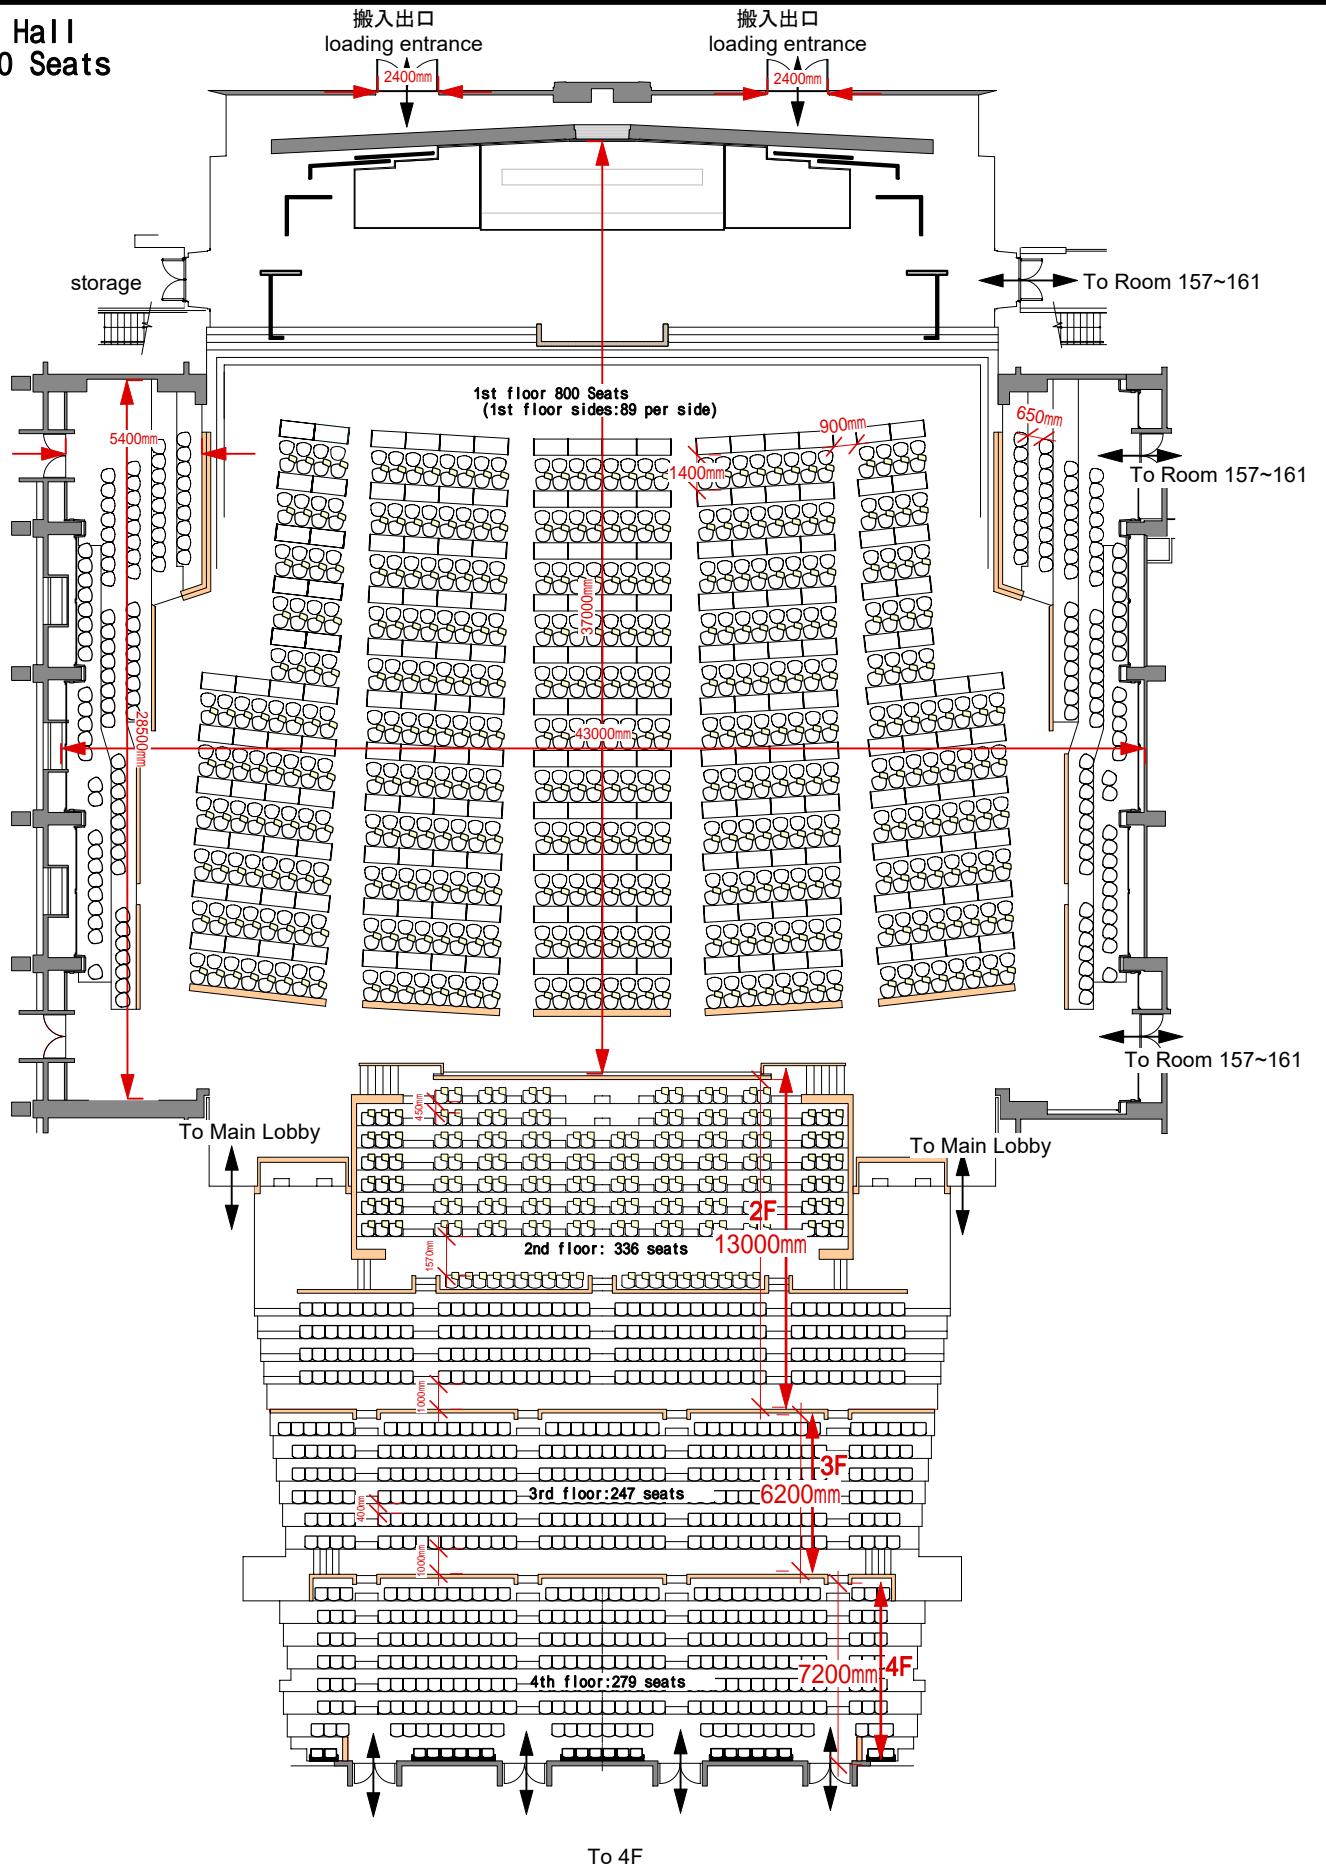 Hall
0 Seats
搬入出口
loading entrance
搬入出口
loading entrance
2400mm
2400mm
storage
To Room 157~161
1st floor 800 Seats
(1st floor sides:89 per side)
900mm
650mm
5400mm
1400mm
To Room 157~161
37000mm
28500mm
43000mm
To Room 157~161
450mm
To Main Lobby
To Main Lobby
2F
13000mm
2nd floor: 336 seats
1570mm
1000mm
3F
3rd floor:247 seats
6200mm
400mm
1000mm
4F
7200mm
4th floor:279 seats
To 4F